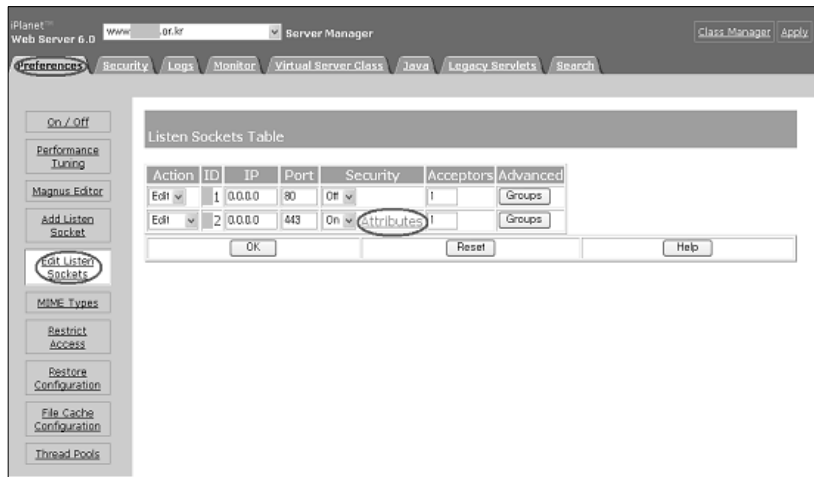 iPlanet™
Web Server 6.0
www .or.kr
Server Manager
Class Manager
Apply
Preferences
Security
Logs
Monitor
Virtual Server Class
Java
Legacy Servlets
Search
On / Off
Performance
Tuning
Magnus Editor
Add Listen
Socket
Edit Listen
Sockets
MIME Types
Restrict
Access
Restore
Configuration
File Cache
Configuration
Thread Pools
Listen Sockets Table
Action ID IP Port Security Acceptors Advanced
Edit 1 0.0.0.0 80 Off 1 Groups
Edit 2 0.0.0.0 443 On Attributes 1 Groups
OK Reset Help